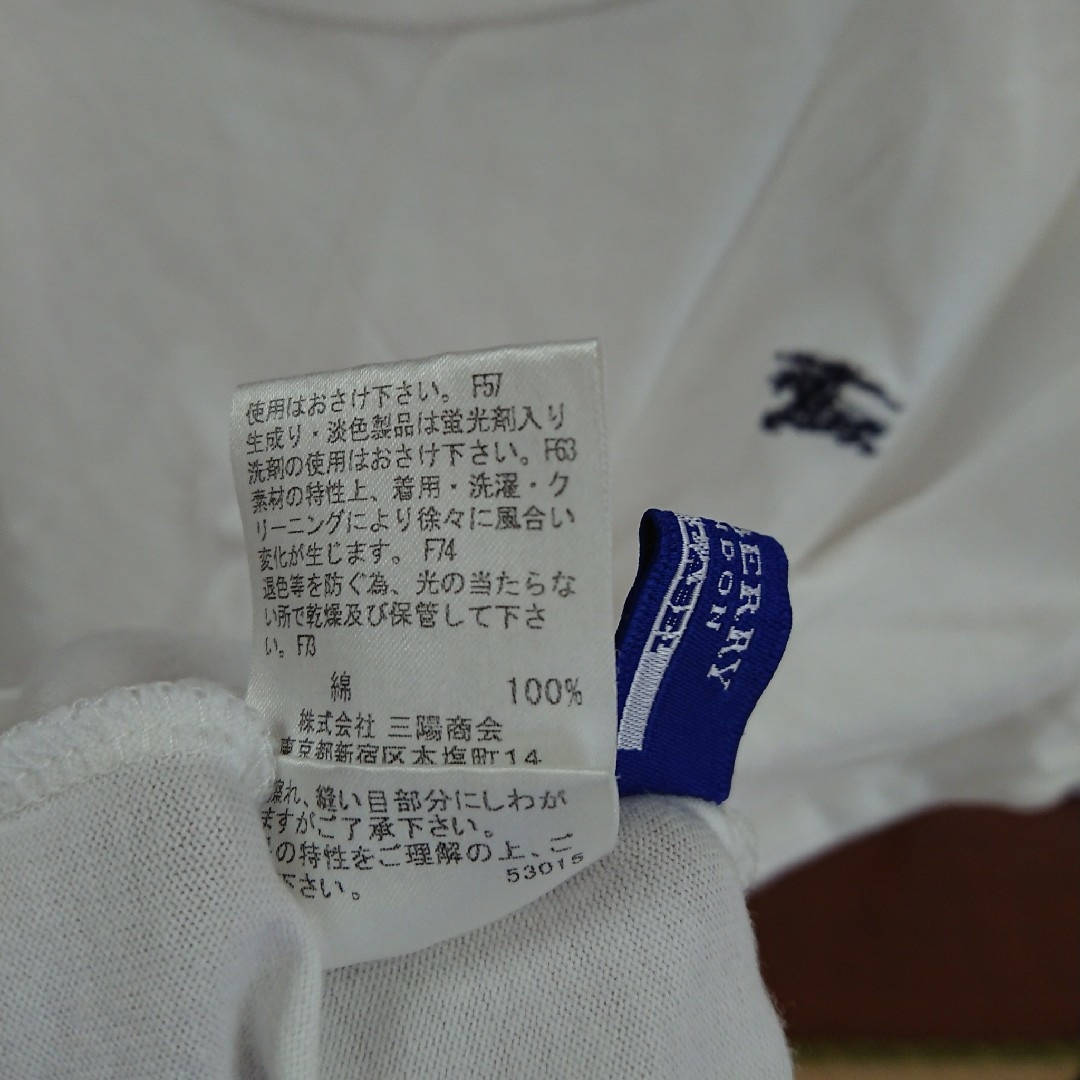 使用はおさけ下さい。 F57
生成り・淡色製品は蛍光剤入り
洗剤の使用はおさけ下さい。F63
素材の特性上、着用・洗濯・ク
リーニングにより徐々に風合い
変化が生じます。 F74
退色等を防ぐ為、光の当たらな
い所で乾燥及び保管して下さ
い。F73
綿 100%
株式会社 三陽商会
東京都新宿区本塩町14
擦れ、縫い目部分にしわが
ますがご了承下さい。
の特性をご理解の上、ご
下さい。
53015
BERRY